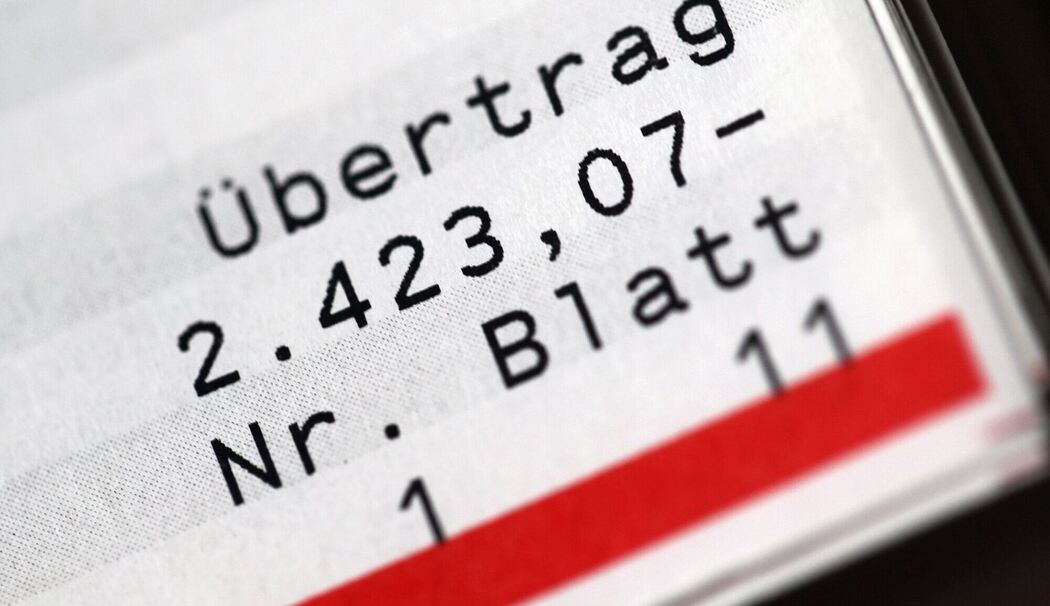 Übertrag
2.423,07-
Nr. Blatt
1 11